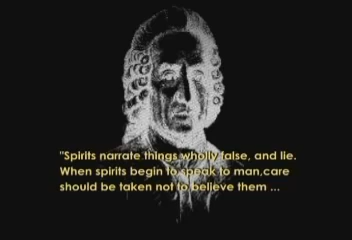 "Spirits narrate things wholly false, and lie.
When spirits begin to speak to man,care
should be taken not to believe them ...